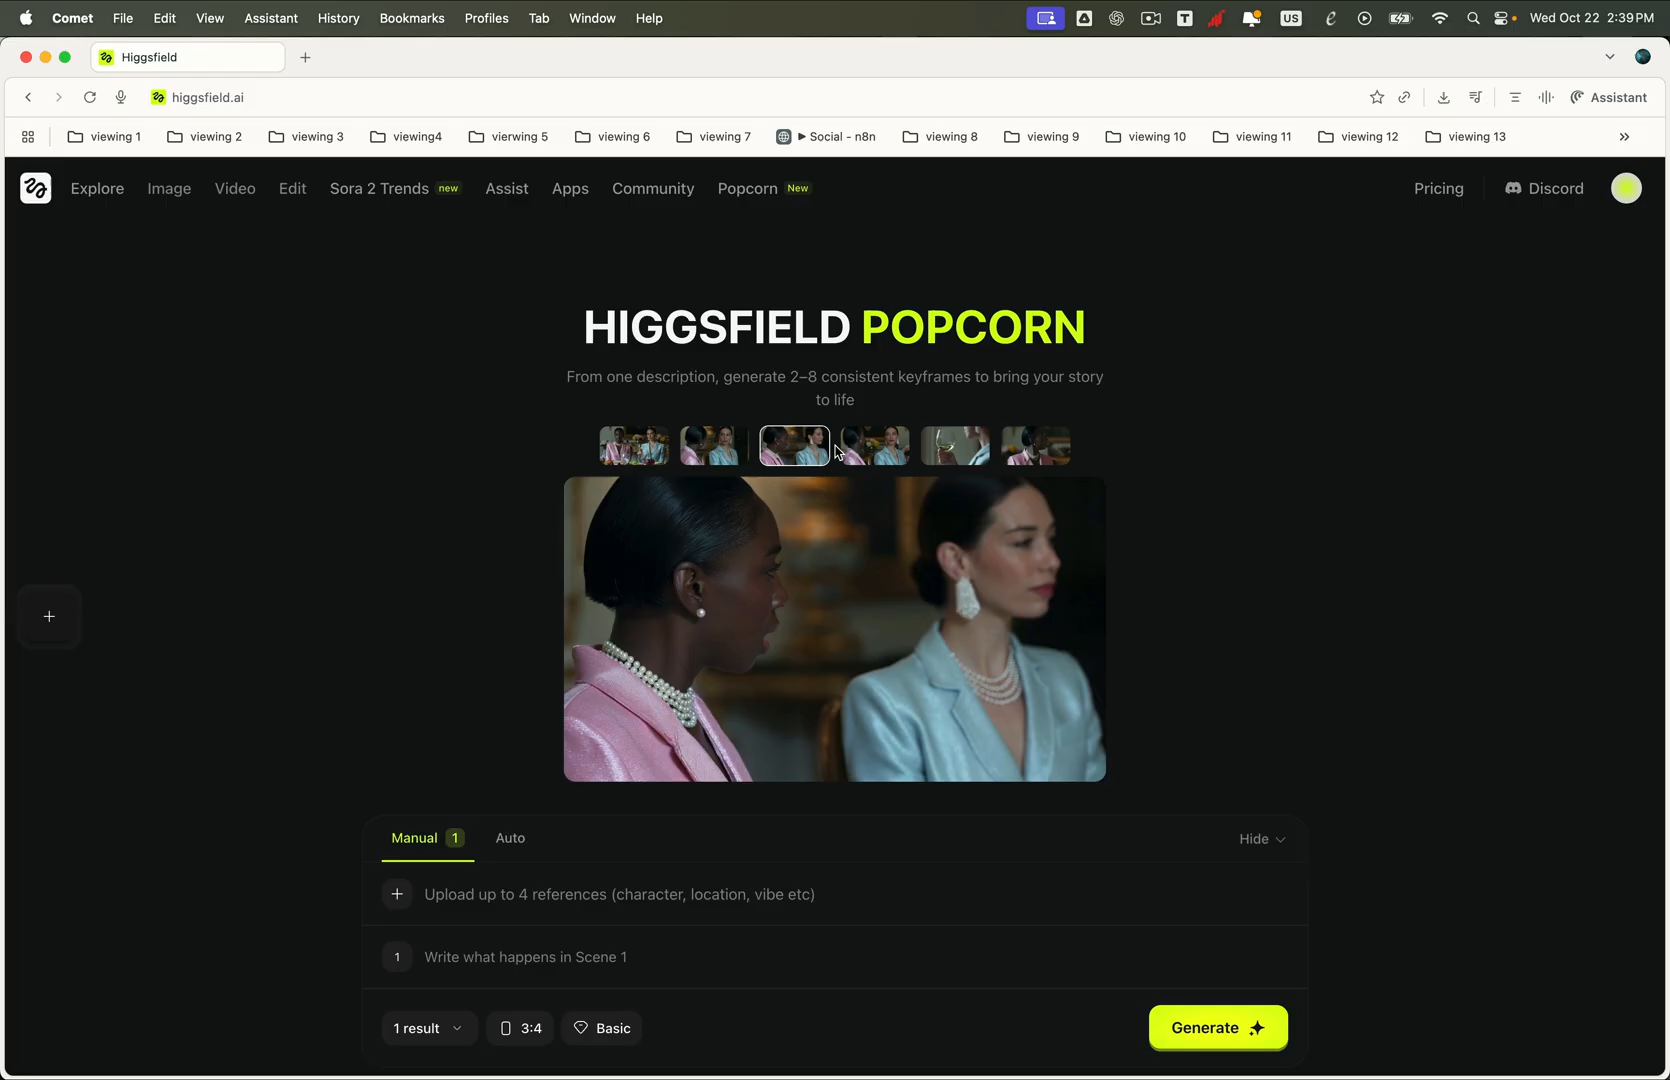 Comet File Edit View Assistant History Bookmarks Profiles Tab Window Help US Wed Oct 22 2:39 PM
Higgsfield
higgsfield.ai Assistant
viewing 1 viewing 2 viewing 3 viewing4 vierwing 5 viewing 6 viewing 7 ▶ Social - n8n viewing 8 viewing 9 viewing 10 viewing 11 viewing 12 viewing 13
Explore Image Video Edit Sora 2 Trends new Assist Apps Community Popcorn New Pricing Discord
HIGGSFIELD POPCORN
From one description, generate 2–8 consistent keyframes to bring your story
to life
Manual 1 Auto Hide
Upload up to 4 references (character, location, vibe etc)
1 Write what happens in Scene 1
1 result 3:4 Basic Generate